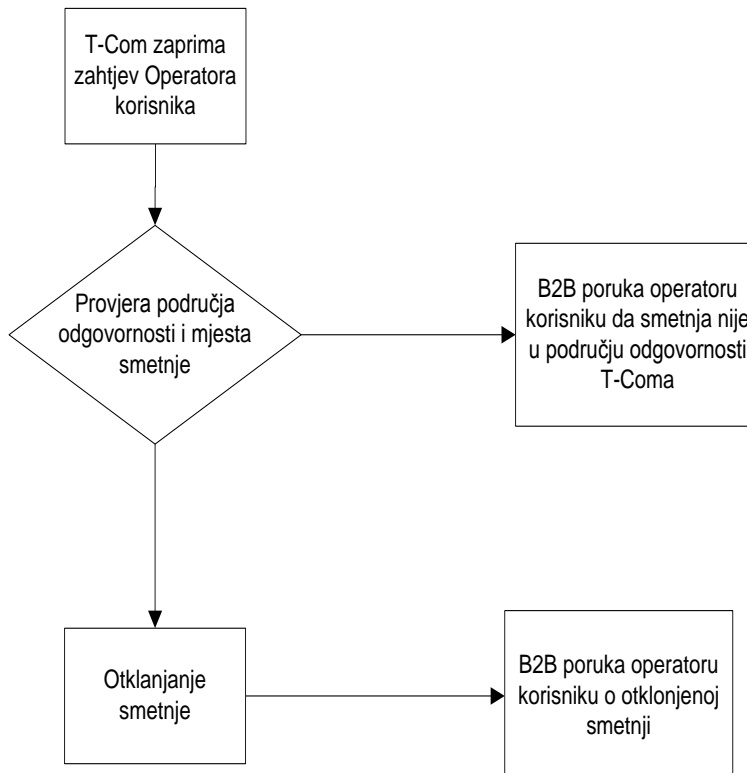 T-Com zaprima
zahtjev Operatora
korisnika
Provjera područja
odgovornosti i mjesta
smetnje
B2B poruka operatoru
korisniku da smetnja nije
u području odgovornosti
T-Coma
Otklanjanje
smetnje
B2B poruka operatoru
korisniku o otklonjenoj
smetnji